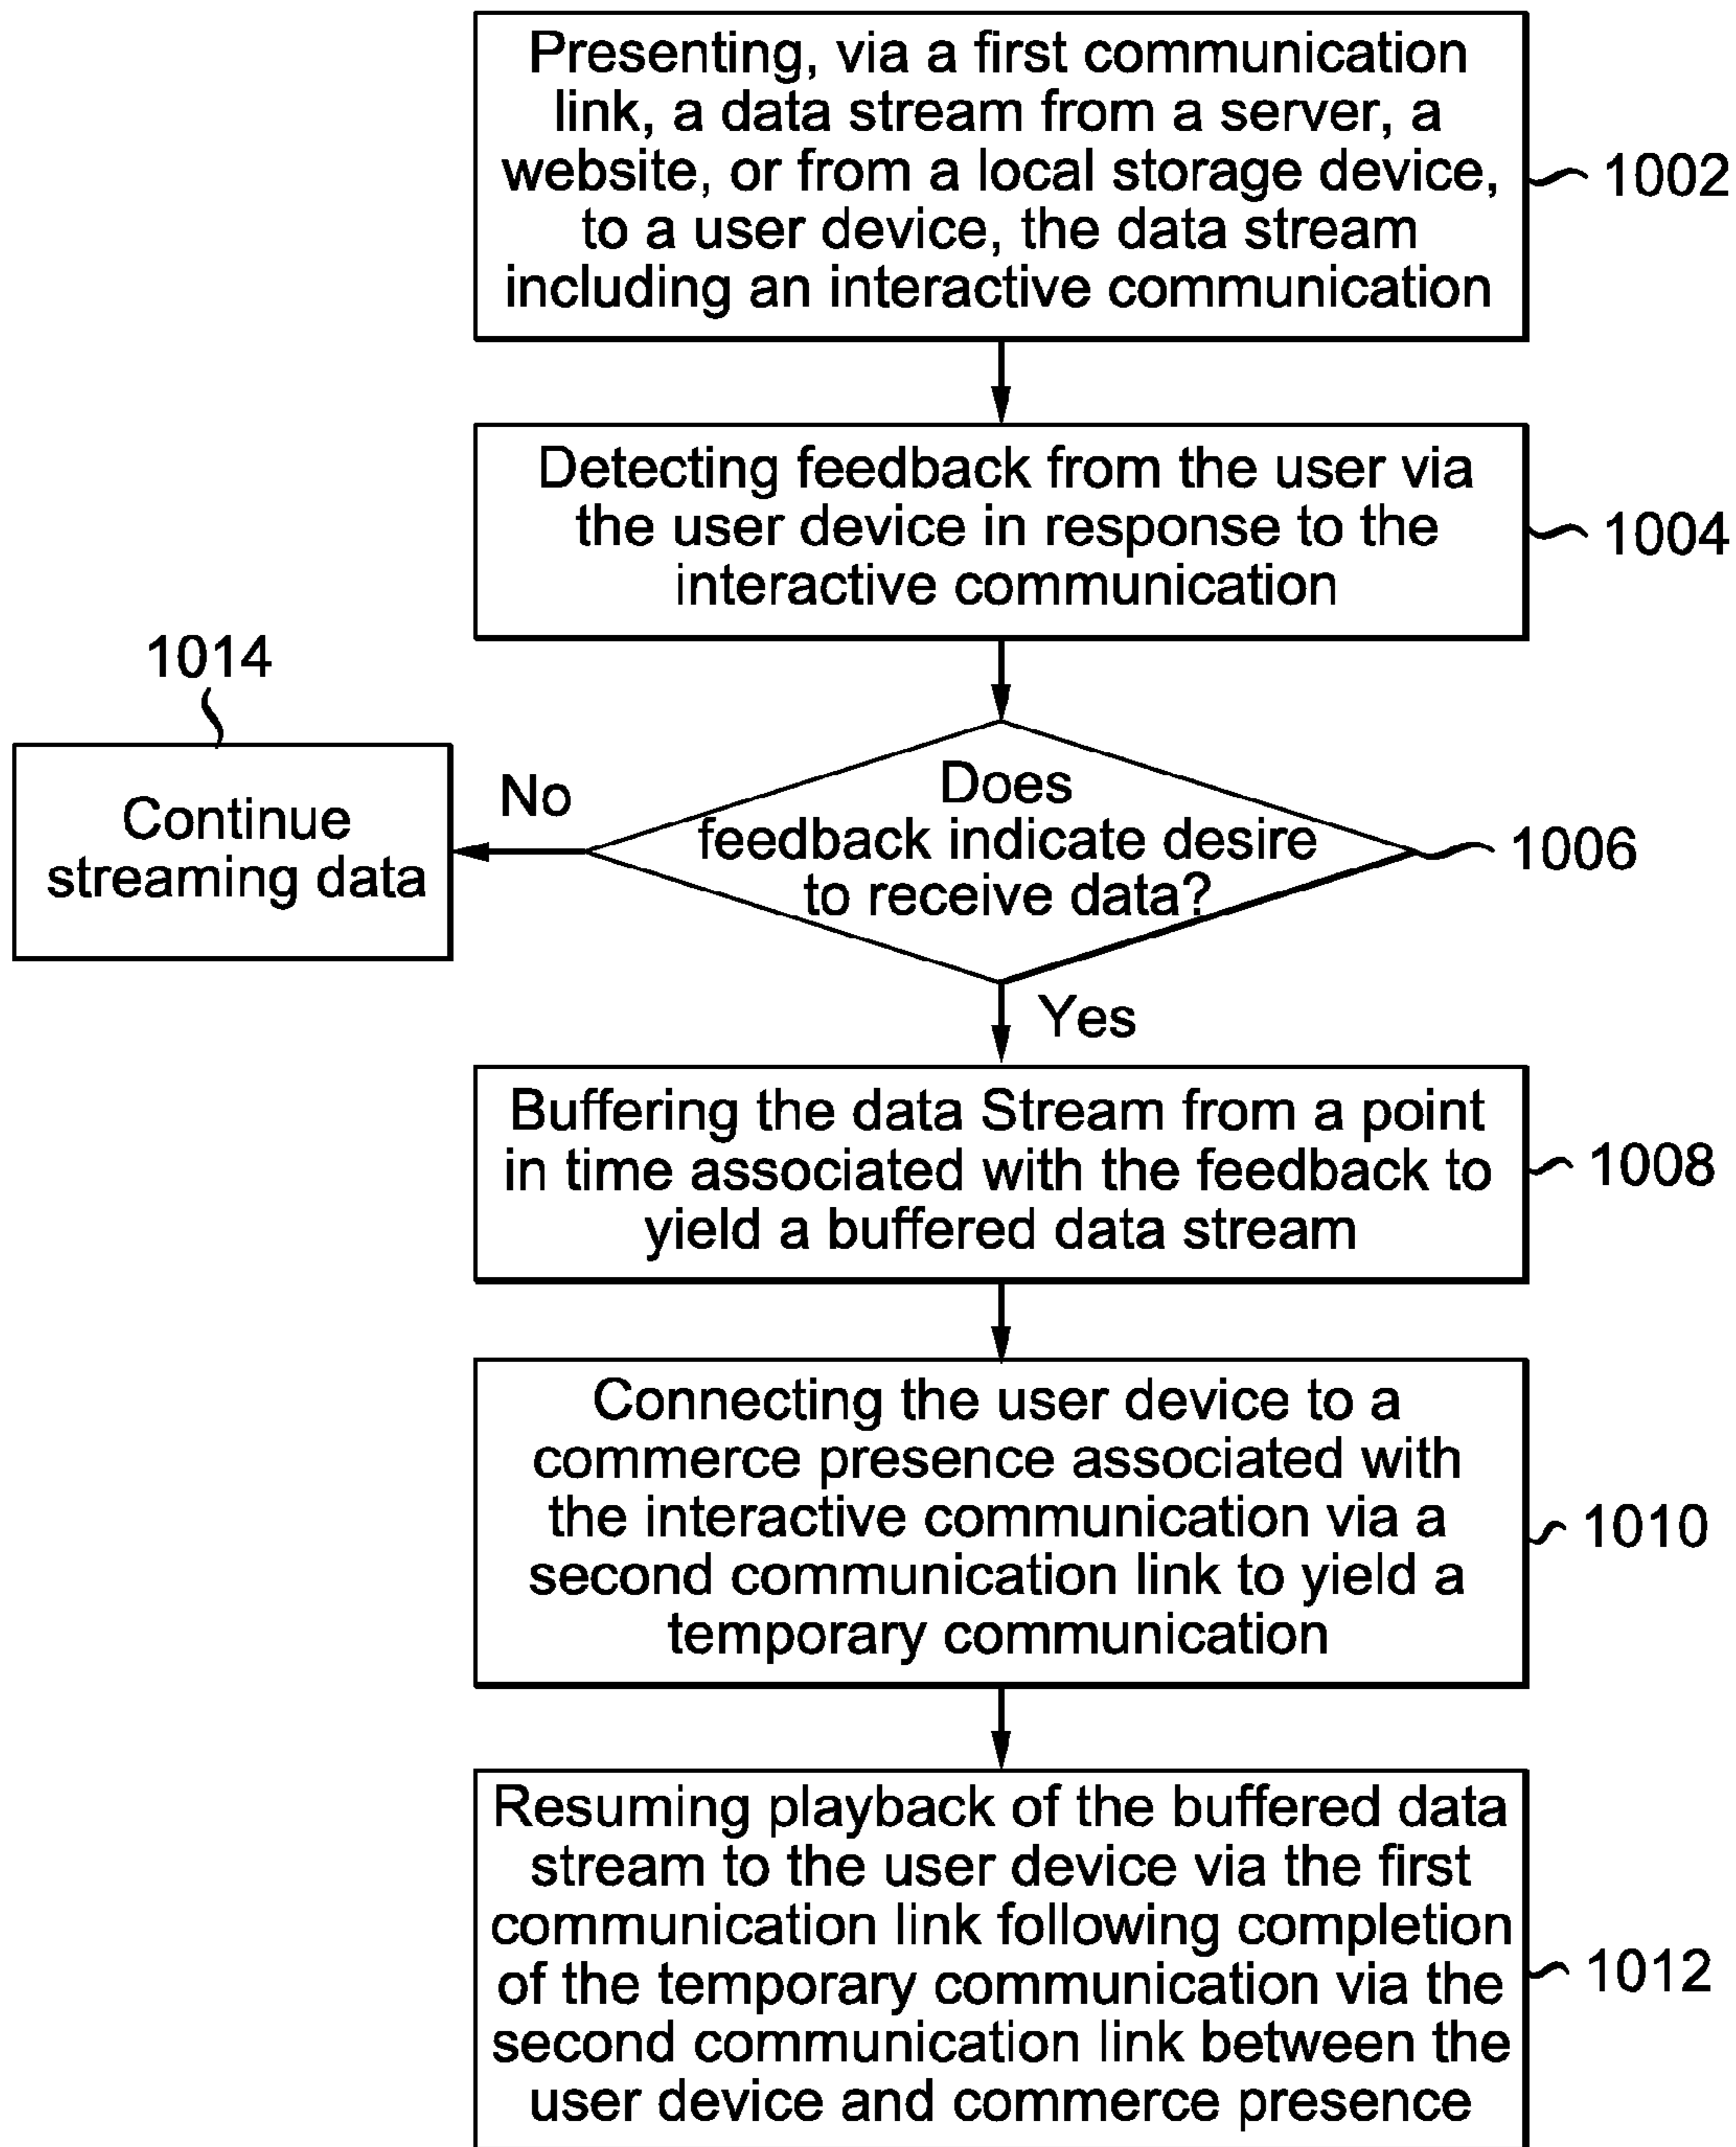 Presenting, via a first communication
link, a data stream from a server, a
website, or from a local storage device,
to a user device, the data stream
including an interactive communication
1002
Detecting feedback from the user via
the user device in response to the
interactive communication
1004
1014
Continue
streaming data
No
Does
feedback indicate desire
to receive data?
1006
Yes
Buffering the data Stream from a point
in time associated with the feedback to
yield a buffered data stream
1008
Connecting the user device to a
commerce presence associated with
the interactive communication via a
second communication link to yield a
temporary communication
1010
Resuming playback of the buffered data
stream to the user device via the first
communication link following completion
of the temporary communication via the
second communication link between the
user device and commerce presence
1012